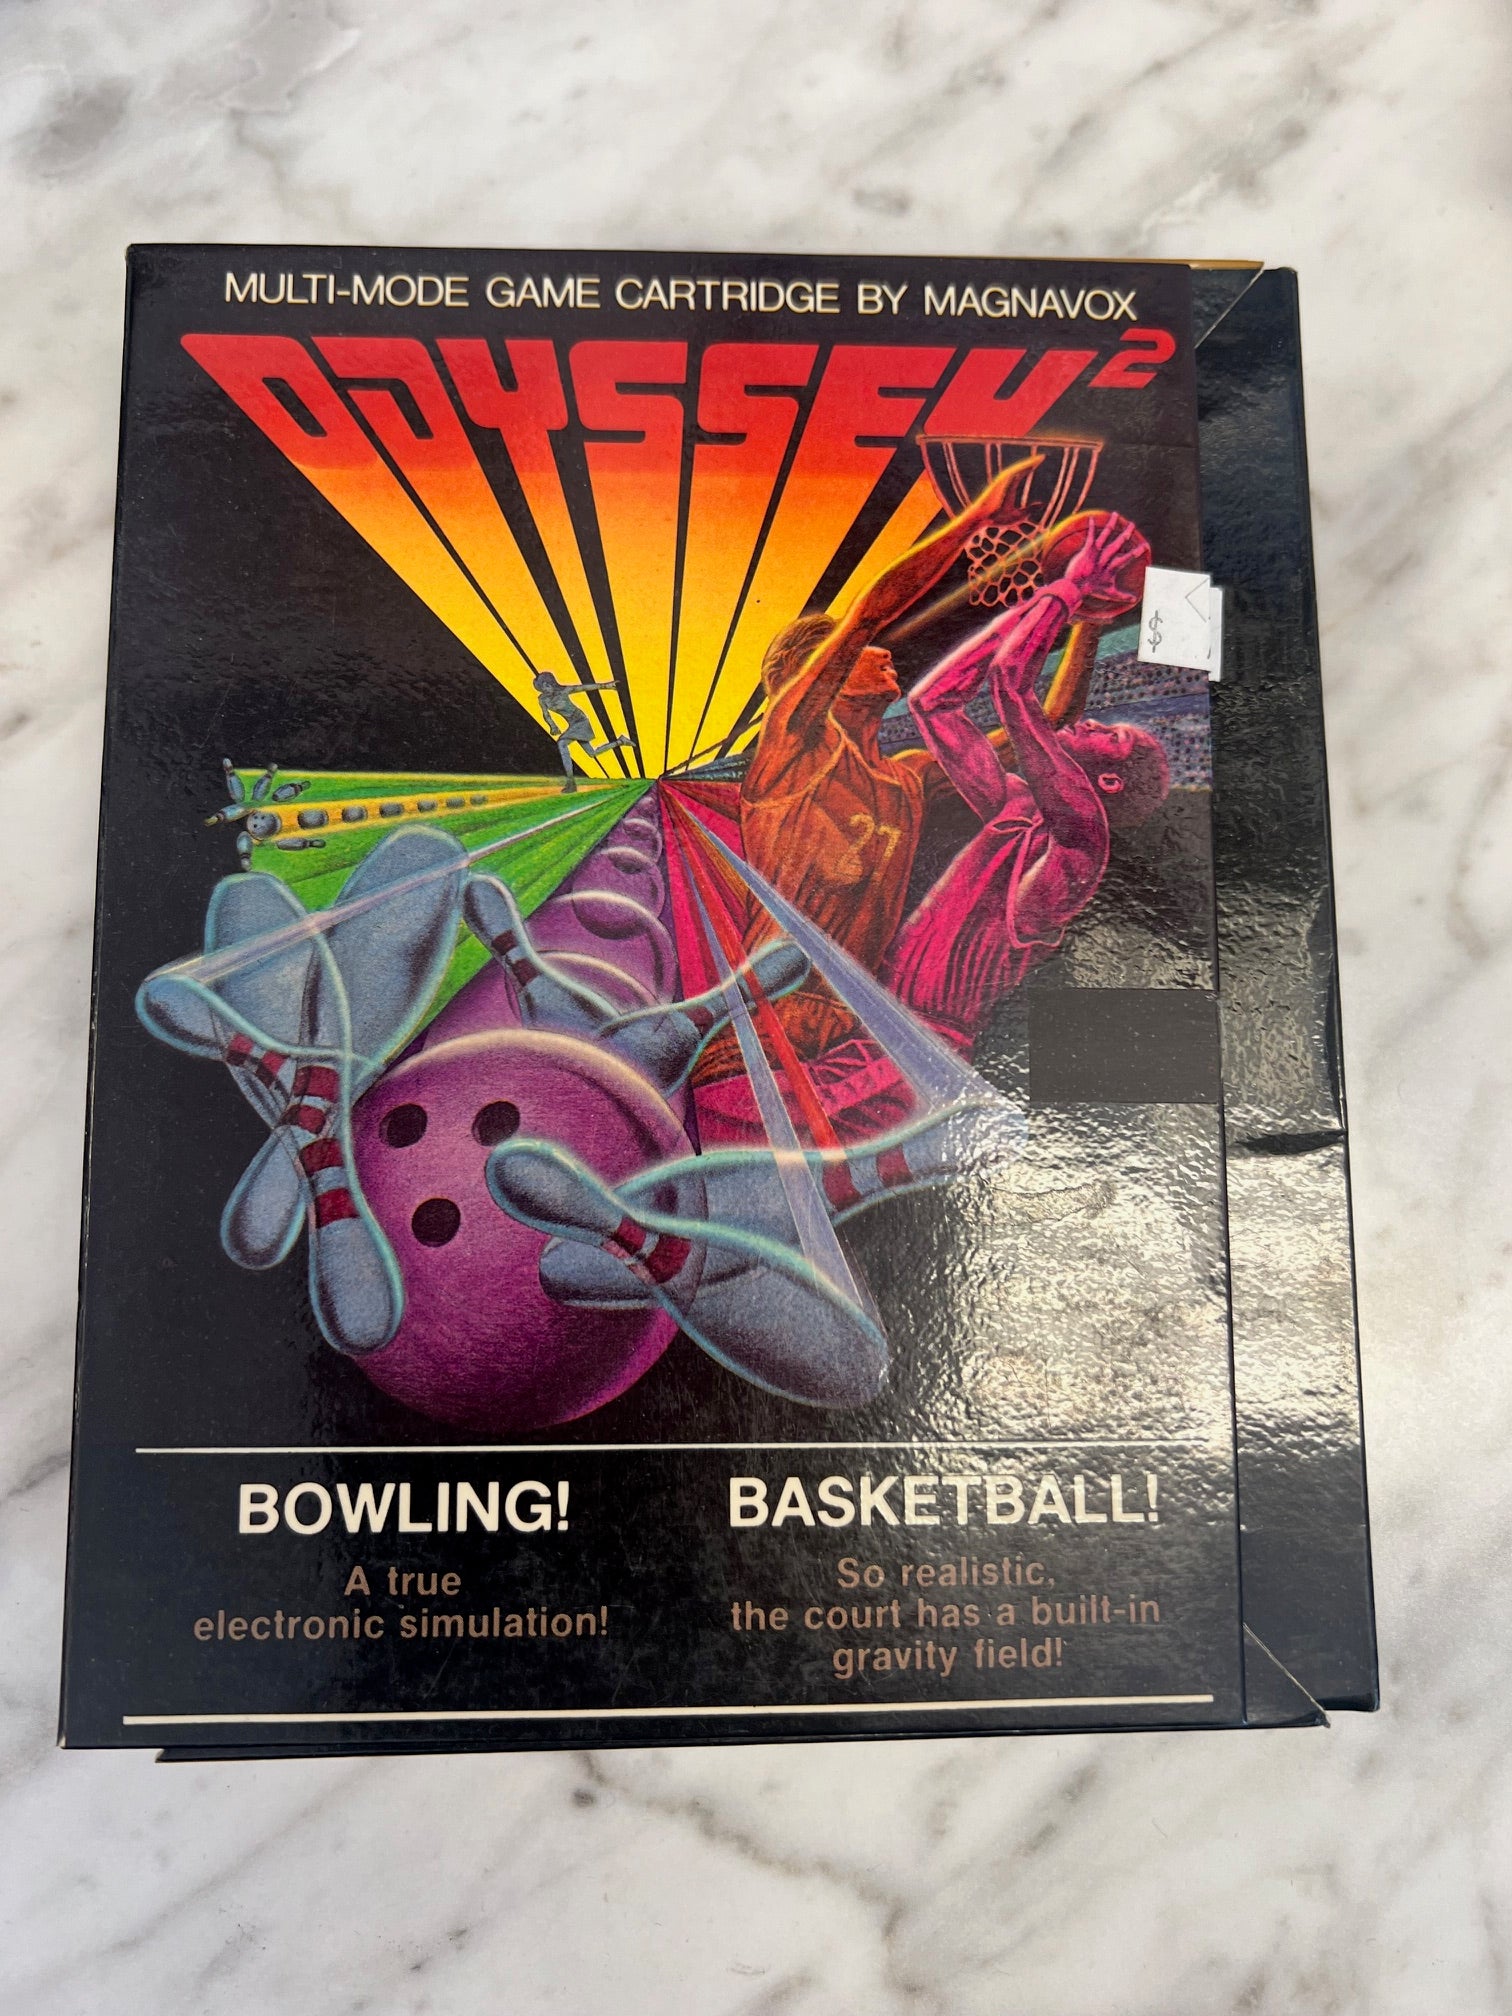 MULTI-MODE GAME CARTRIDGE BY MAGNAVOX
ODYSSEY²
27
$
BOWLING!
BASKETBALL!
A true
electronic simulation!
So realistic,
the court has a built-in
gravity field!